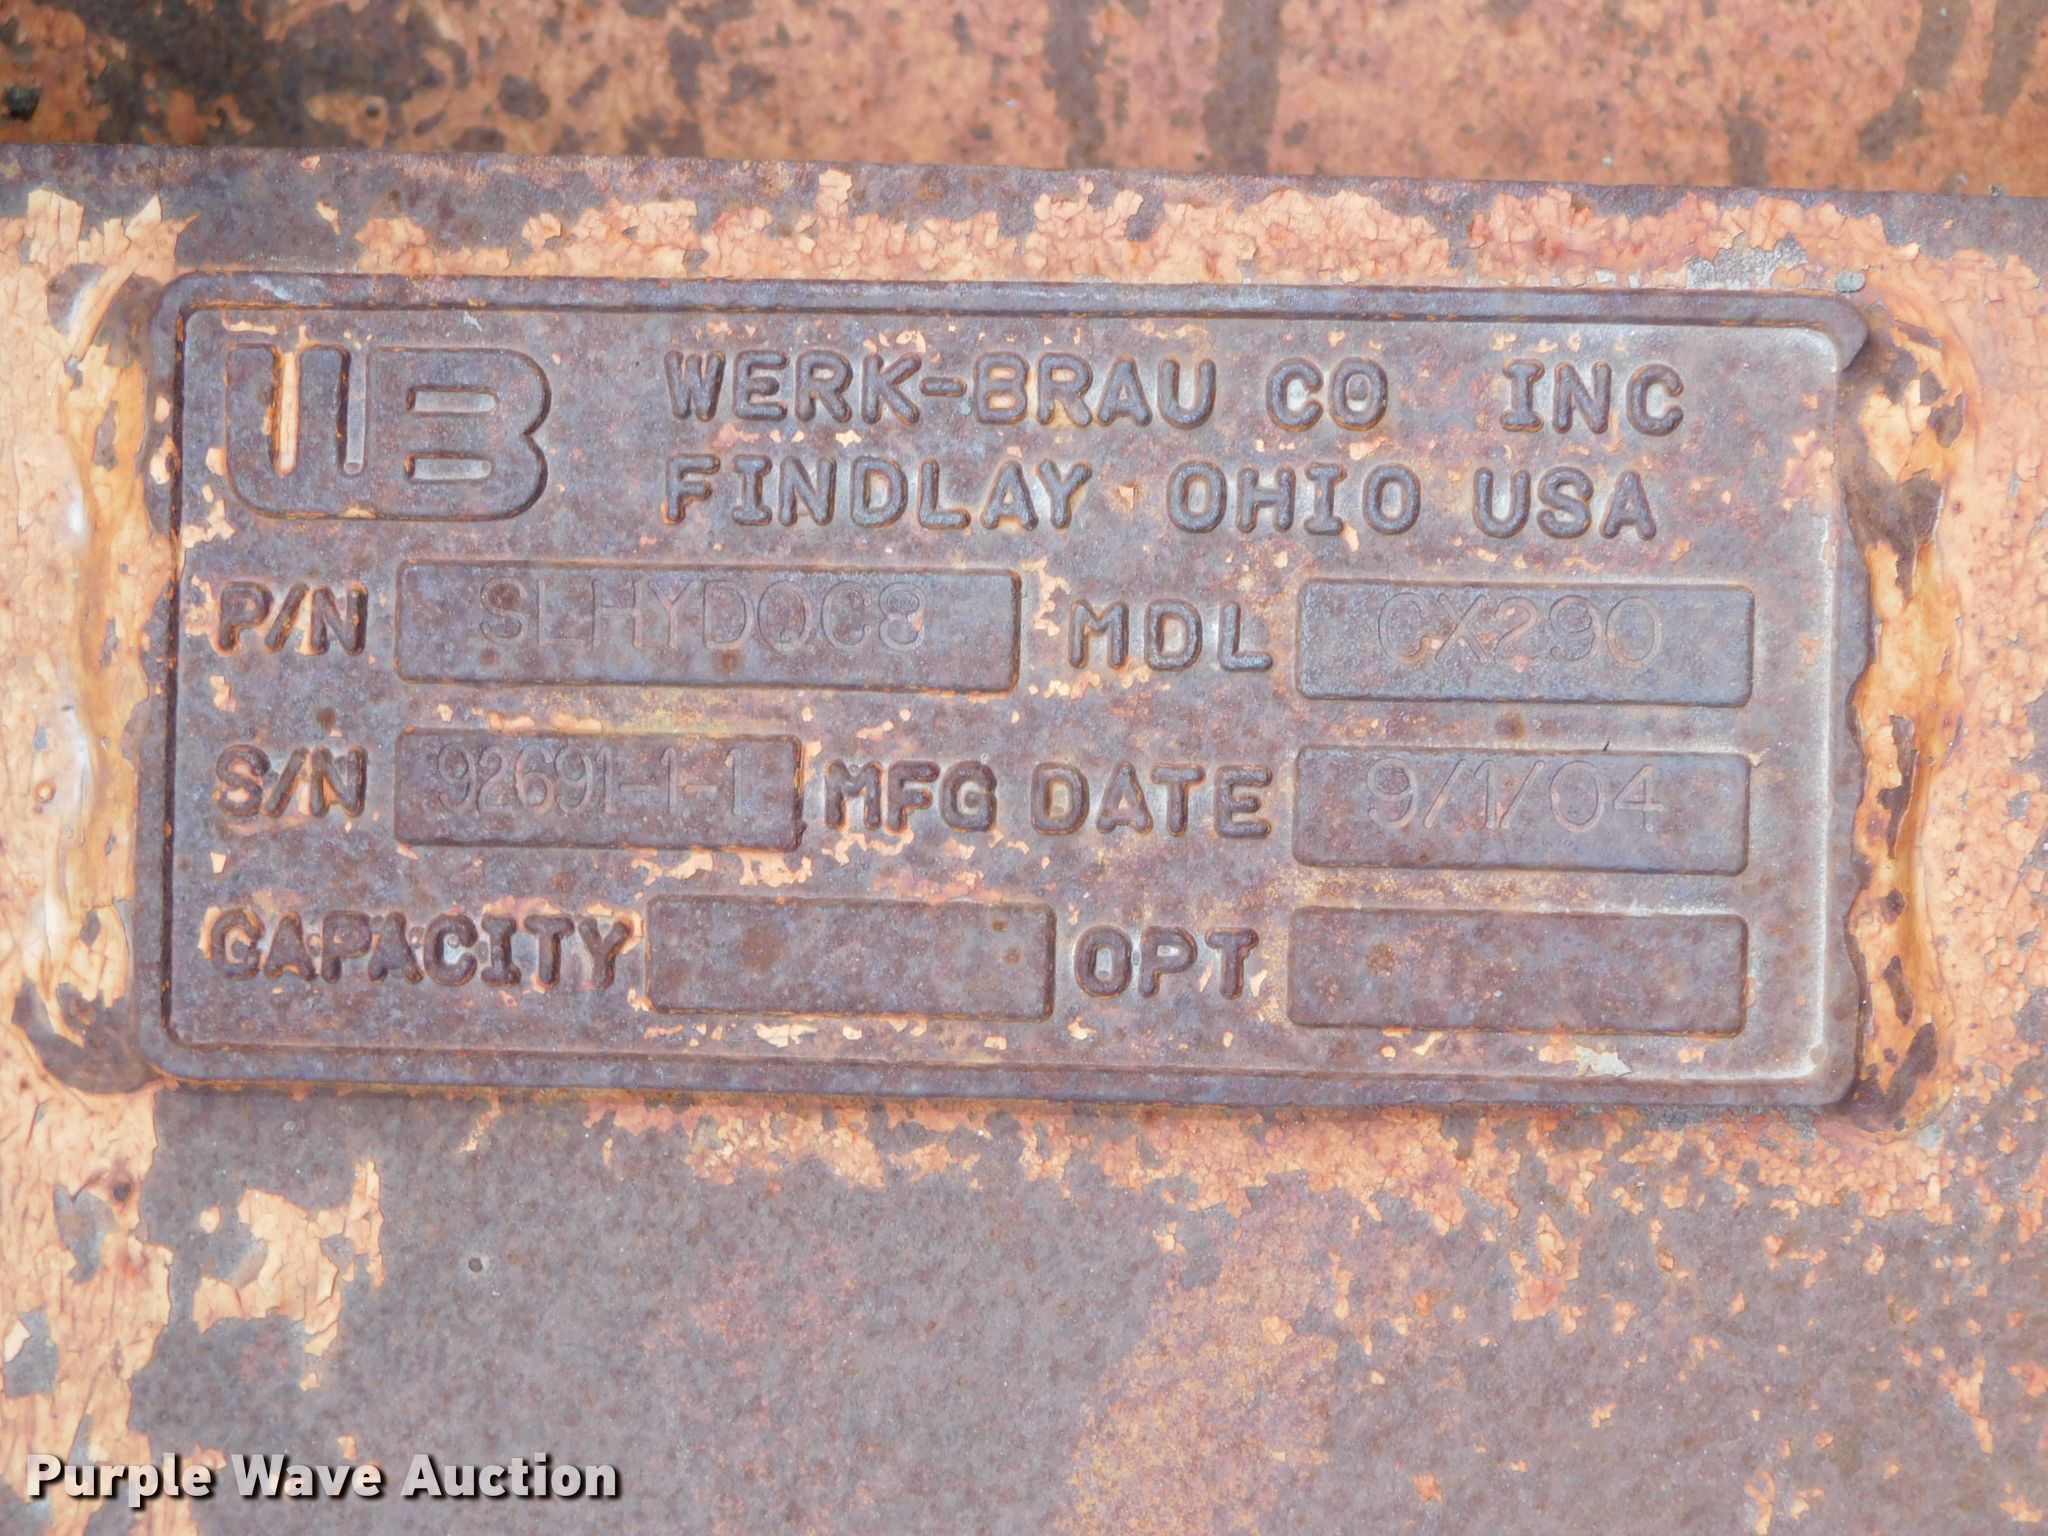 WB WERK-BRAU CO INC
FINDLAY OHIO USA
P/N SLHYDQC8 MDL CX290
S/N 92691-1-1 MFG DATE 9/1/04
CAPACITY OPT
Purple Wave Auction